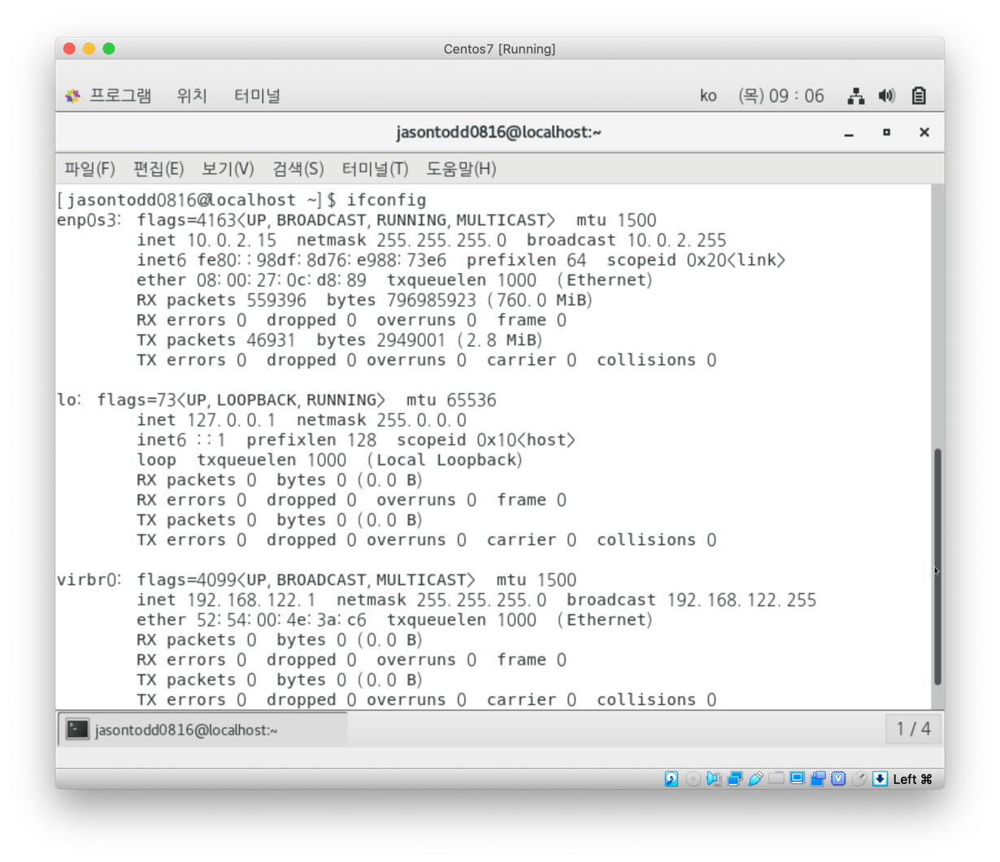 Centos7 [Running]
프로그램 위치 터미널 ko (목) 09 : 06
jasontodd0816@localhost:~
파일(F) 편집(E) 보기(V) 검색(S) 터미널(T) 도움말(H)
[jasontodd0816@localhost ~]$ ifconfig
enp0s3: flags=4163<UP,BROADCAST,RUNNING,MULTICAST>  mtu 1500
        inet 10.0.2.15  netmask 255.255.255.0  broadcast 10.0.2.255
        inet6 fe80::98df:8d76:e988:73e6  prefixlen 64  scopeid 0x20<link>
        ether 08:00:27:0c:d8:89  txqueuelen 1000  (Ethernet)
        RX packets 559396  bytes 796985923 (760.0 MiB)
        RX errors 0  dropped 0  overruns 0  frame 0
        TX packets 46931  bytes 2949001 (2.8 MiB)
        TX errors 0  dropped 0 overruns 0  carrier 0  collisions 0
lo: flags=73<UP,LOOPBACK,RUNNING>  mtu 65536
        inet 127.0.0.1  netmask 255.0.0.0
        inet6 ::1  prefixlen 128  scopeid 0x10<host>
        loop  txqueuelen 1000  (Local Loopback)
        RX packets 0  bytes 0 (0.0 B)
        RX errors 0  dropped 0  overruns 0  frame 0
        TX packets 0  bytes 0 (0.0 B)
        TX errors 0  dropped 0 overruns 0  carrier 0  collisions 0
virbr0: flags=4099<UP,BROADCAST,MULTICAST>  mtu 1500
        inet 192.168.122.1  netmask 255.255.255.0  broadcast 192.168.122.255
        ether 52:54:00:4e:3a:c6  txqueuelen 1000  (Ethernet)
        RX packets 0  bytes 0 (0.0 B)
        RX errors 0  dropped 0  overruns 0  frame 0
        TX packets 0  bytes 0 (0.0 B)
        TX errors 0  dropped 0 overruns 0  carrier 0  collisions 0
jasontodd0816@localhost:~ 1 / 4
Left ⌘